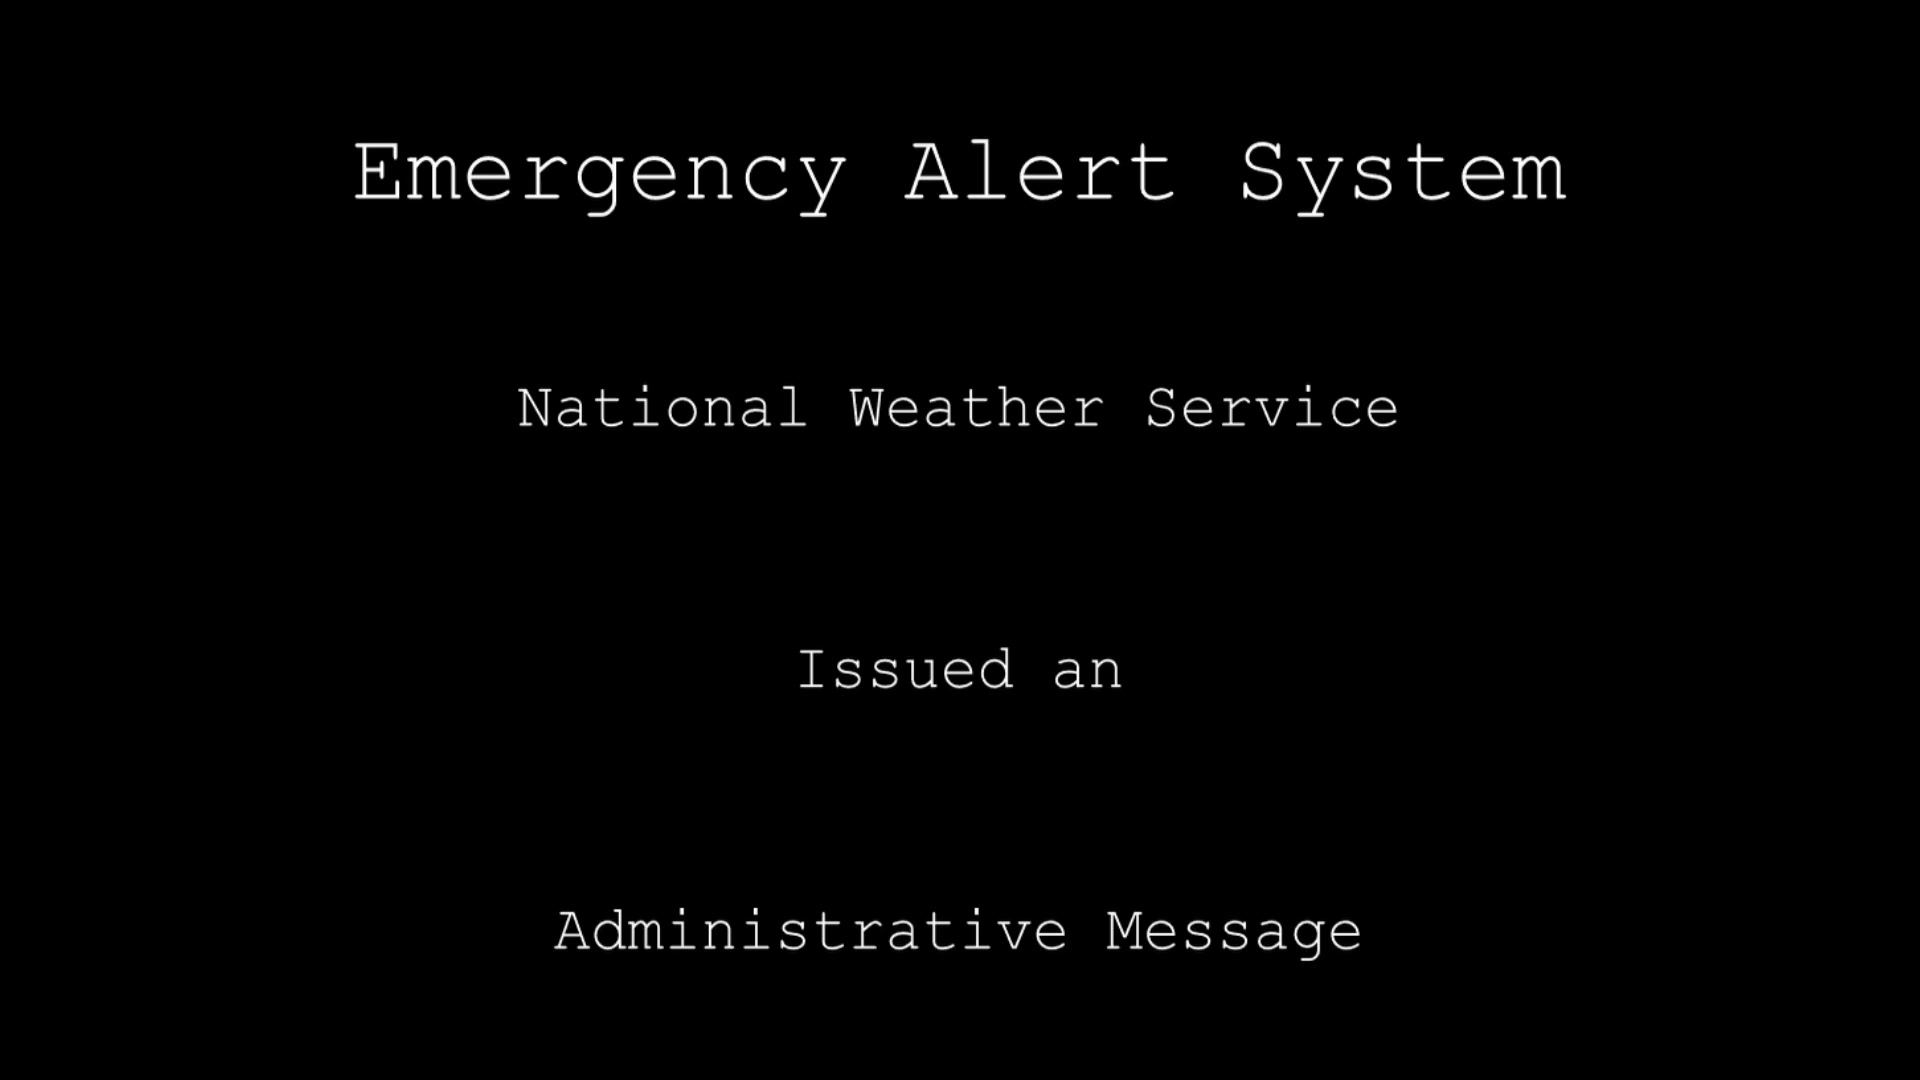 Emergency Alert System
National Weather Service
Issued an
Administrative Message